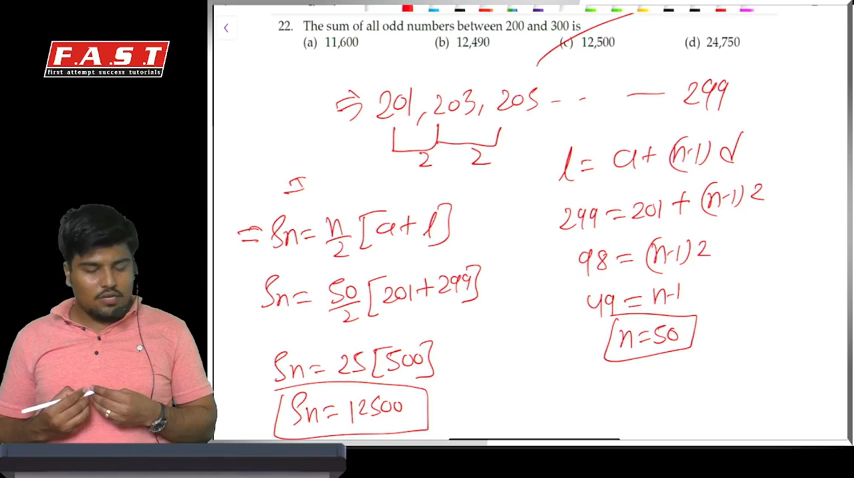 F.A.S.T
first attempt success tutorials
22. The sum of all odd numbers between 200 and 300 is
(a) 11,600 (b) 12,490 (c) 12,500 (d) 24,750
⇒ 201, 203, 205 - - — 299
2 2
l = a + (n-1) d
299 = 201 + (n-1) 2
98 = (n-1) 2
49 = n-1
n = 50
I
⇒ Sn = n/2 [a + l]
Sn = 50/2 [201 + 299]
Sn = 25 [500]
Sn = 12500